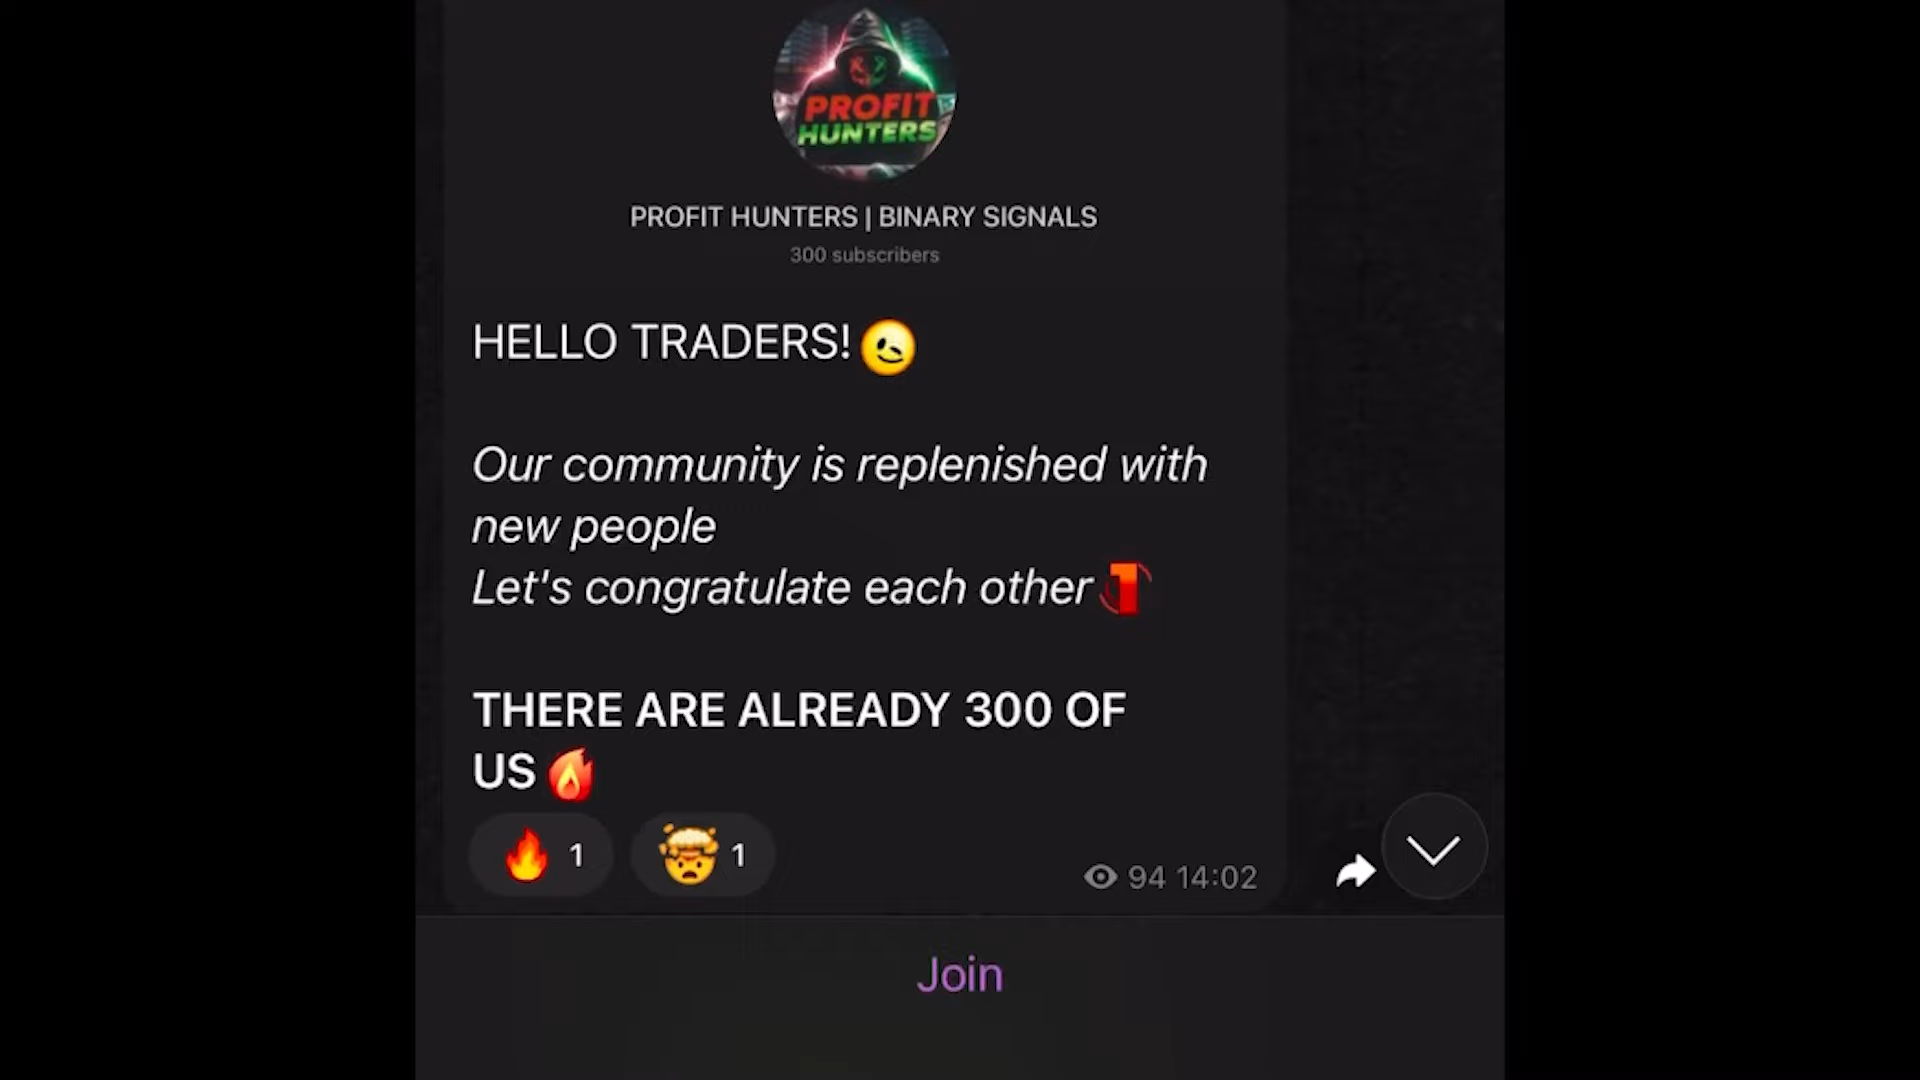 PROFIT
HUNTERS
PROFIT HUNTERS | BINARY SIGNALS
300 subscribers
HELLO TRADERS! 😉
Our community is replenished with
new people
Let's congratulate each other
THERE ARE ALREADY 300 OF
US 🔥
🔥 1 🤯 1
94 14:02
Join